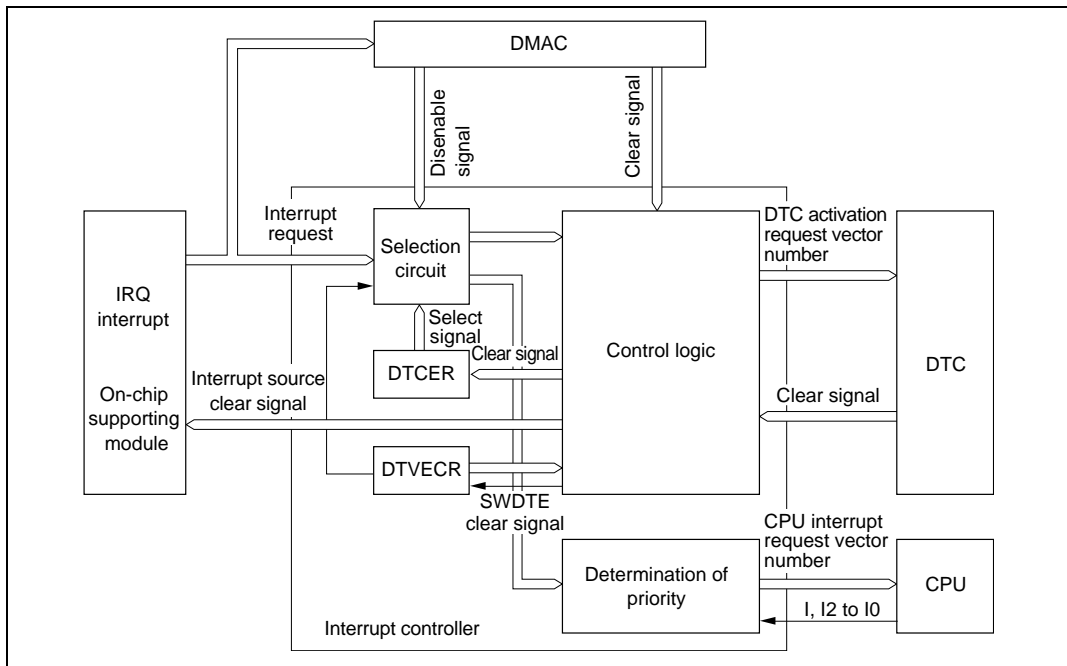 DMAC
Disenable
signal
Clear signal
Interrupt
request
Selection
circuit
DTC activation
request vector
number
IRQ
interrupt
On-chip
supporting
module
Select
signal
Clear signal
Control logic
DTC
DTCER
Interrupt source
clear signal
Clear signal
DTVECR
SWDTE
clear signal
CPU interrupt
request vector
number
Determination of
priority
CPU
I, I2 to I0
Interrupt controller